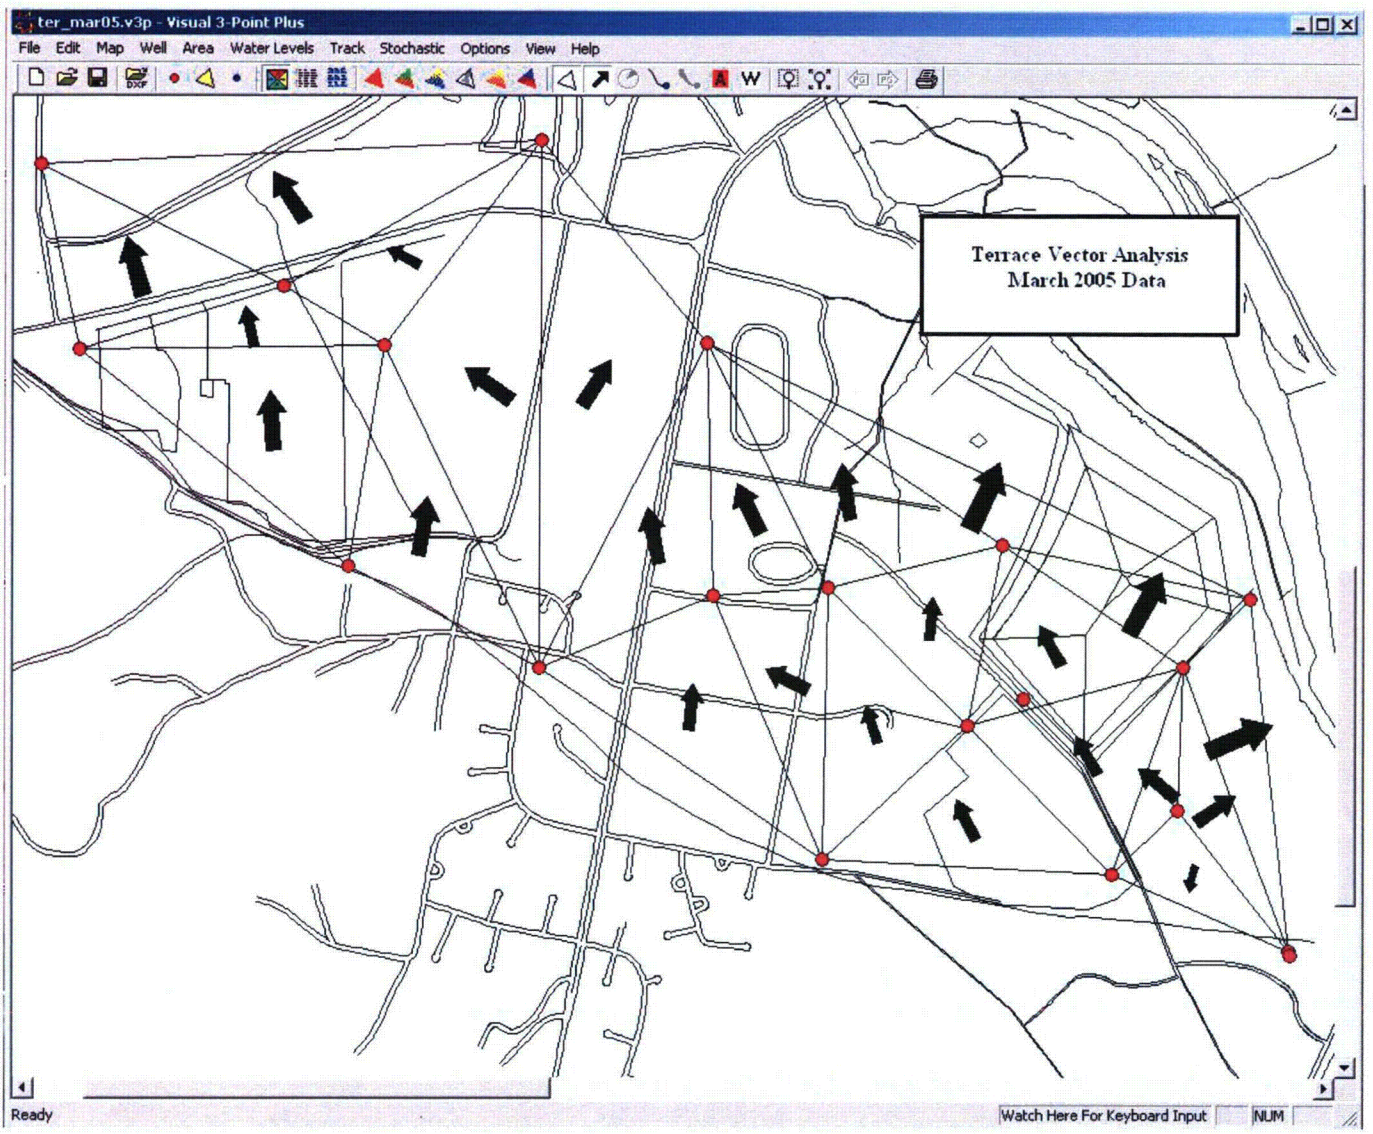 ter_mar05.v3p - Visual 3-Point Plus
File Edit Map Well Area Water Levels Track Stochastic Options View Help
DXF A W
Terrace Vector Analysis
March 2005 Data
Ready
Watch Here For Keyboard Input NUM